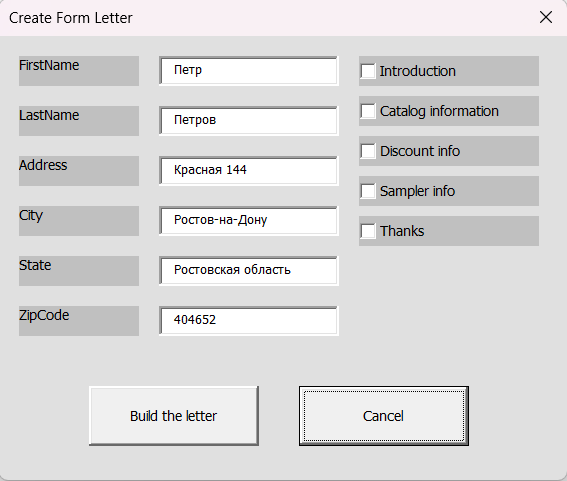 Create Form Letter
FirstName
Петр
LastName
Петров
Address
Красная 144
City
Ростов-на-Дону
State
Ростовская область
ZipCode
404652
Introduction
Catalog information
Discount info
Sampler info
Thanks
Build the letter
Cancel